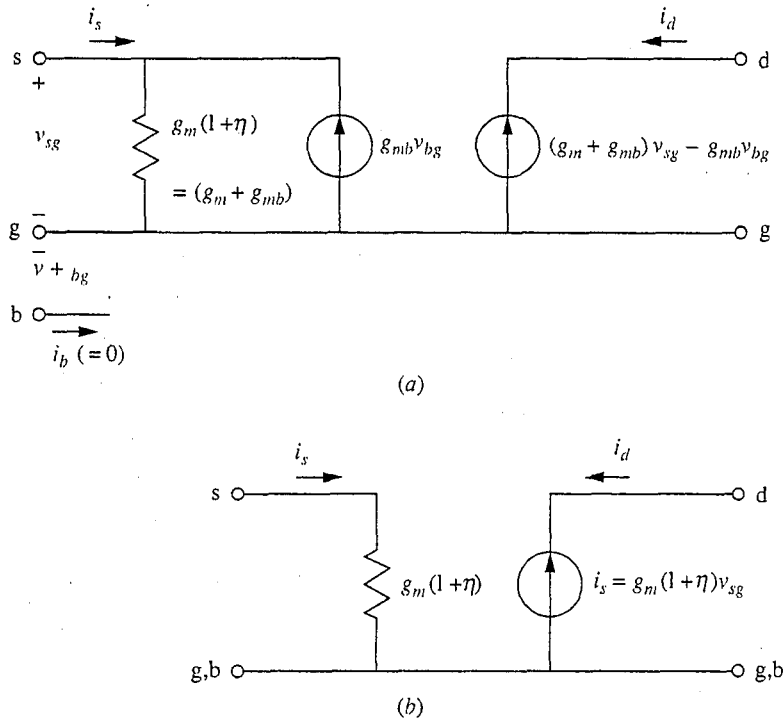 i_s
i_d
s
d
+
v_sg
g_m(1+η)
= (g_m + g_mb)
g_mb v_bg
(g_m + g_mb) v_sg − g_mb v_bg
−
g
g
−
v + bg
b
i_b (=0)
(a)
i_s
i_d
s
d
g_m(1+η)
i_s = g_m(1+η)v_sg
g,b
g,b
(b)